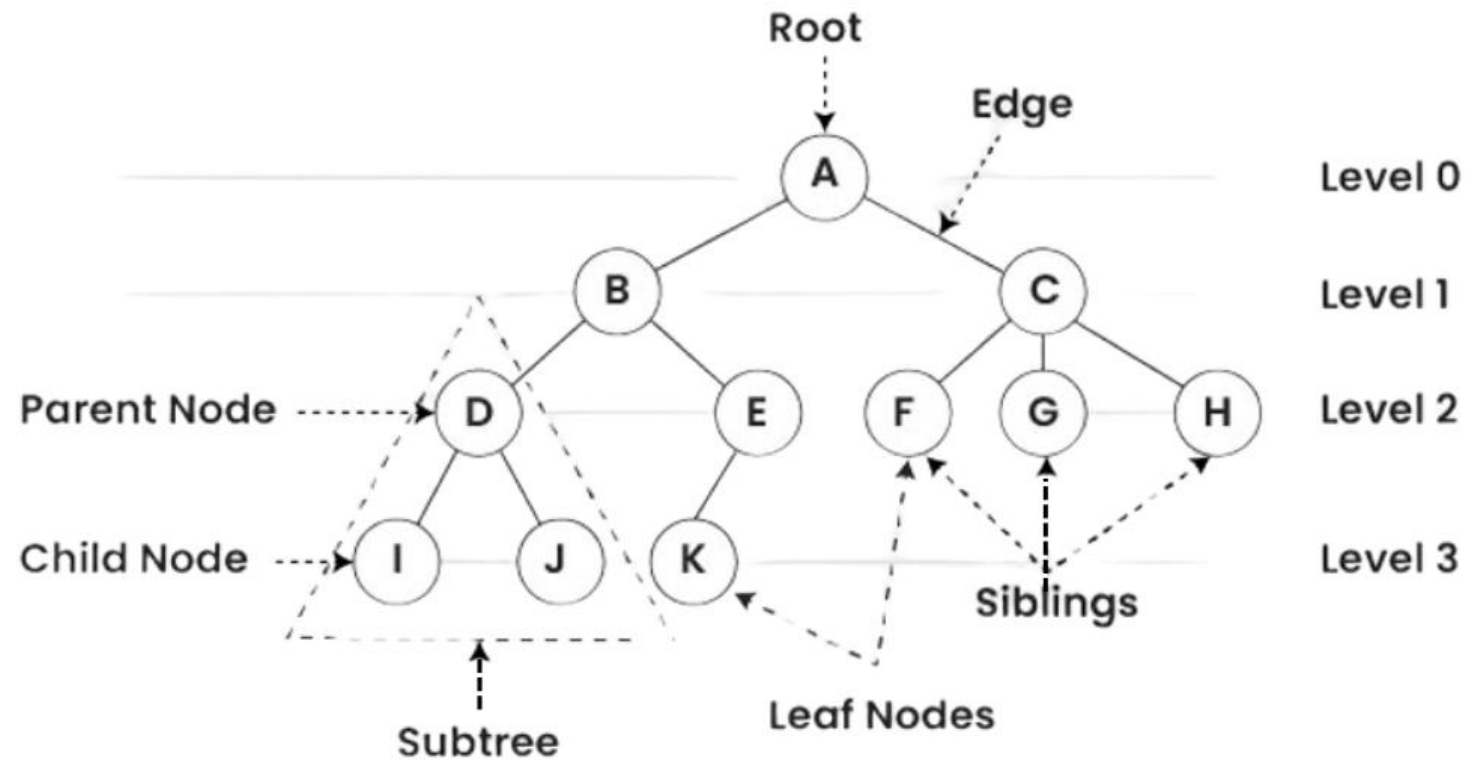 Root
Edge
A
Level 0
B
C
Level 1
Parent Node
D
E
F
G
H
Level 2
Child Node
I
J
K
Level 3
Siblings
Leaf Nodes
Subtree